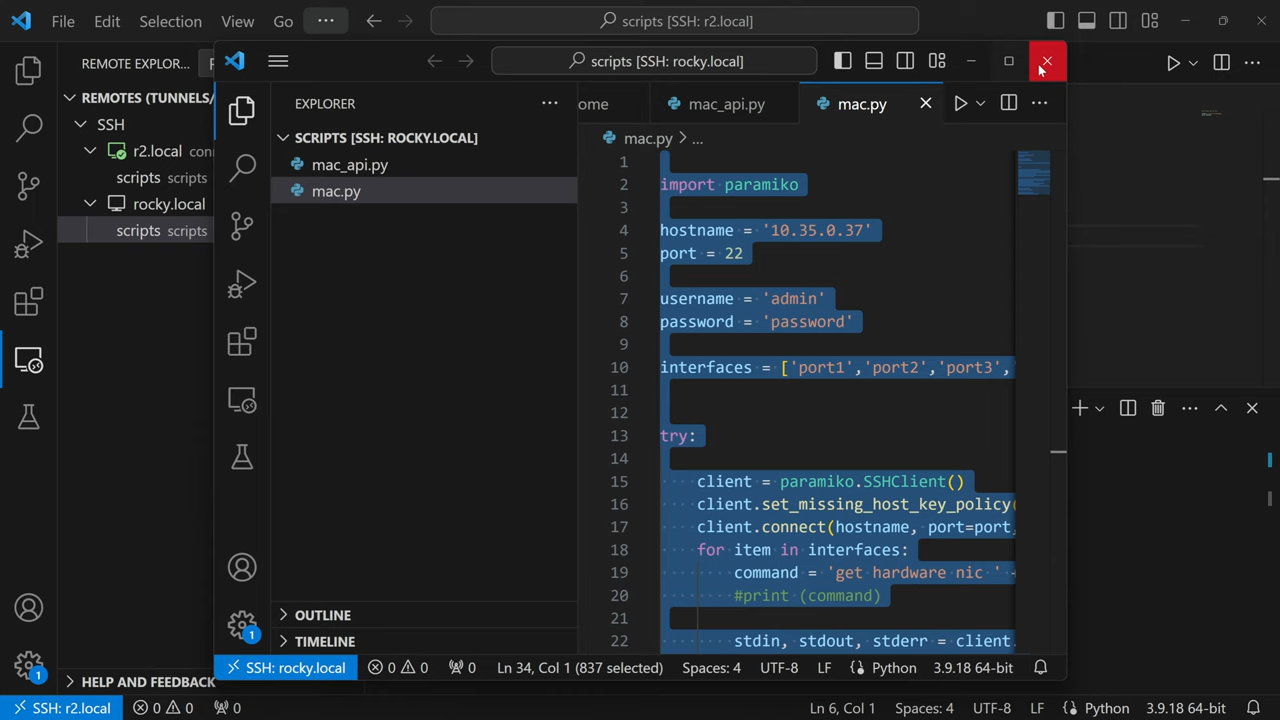 File Edit Selection View Go ... scripts [SSH: r2.local]
REMOTE EXPLOR...
REMOTES (TUNNELS/
SSH
r2.local
scripts scripts
rocky.local
scripts scripts
HELP AND FEEDBACK
1
SSH: r2.local 0 0 0 Ln 6, Col 1 Spaces: 4 UTF-8 LF Python 3.9.18 64-bit
scripts [SSH: rocky.local]
EXPLORER ...
SCRIPTS [SSH: ROCKY.LOCAL]
mac_api.py
mac.py
OUTLINE
TIMELINE
1
ome mac_api.py mac.py
mac.py > ...
1
2 import paramiko
3
4 hostname = '10.35.0.37'
5 port = 22
6
7 username = 'admin'
8 password = 'password'
9
10 interfaces = ['port1','port2','port3',
11
12
13 try:
14
15 client = paramiko.SSHClient()
16 client.set_missing_host_key_policy(
17 client.connect(hostname, port=port,
18 for item in interfaces:
19 command = 'get hardware nic ' +
20 #print (command)
21
22 stdin, stdout, stderr = client.
SSH: rocky.local 0 0 0 Ln 34, Col 1 (837 selected) Spaces: 4 UTF-8 LF Python 3.9.18 64-bit